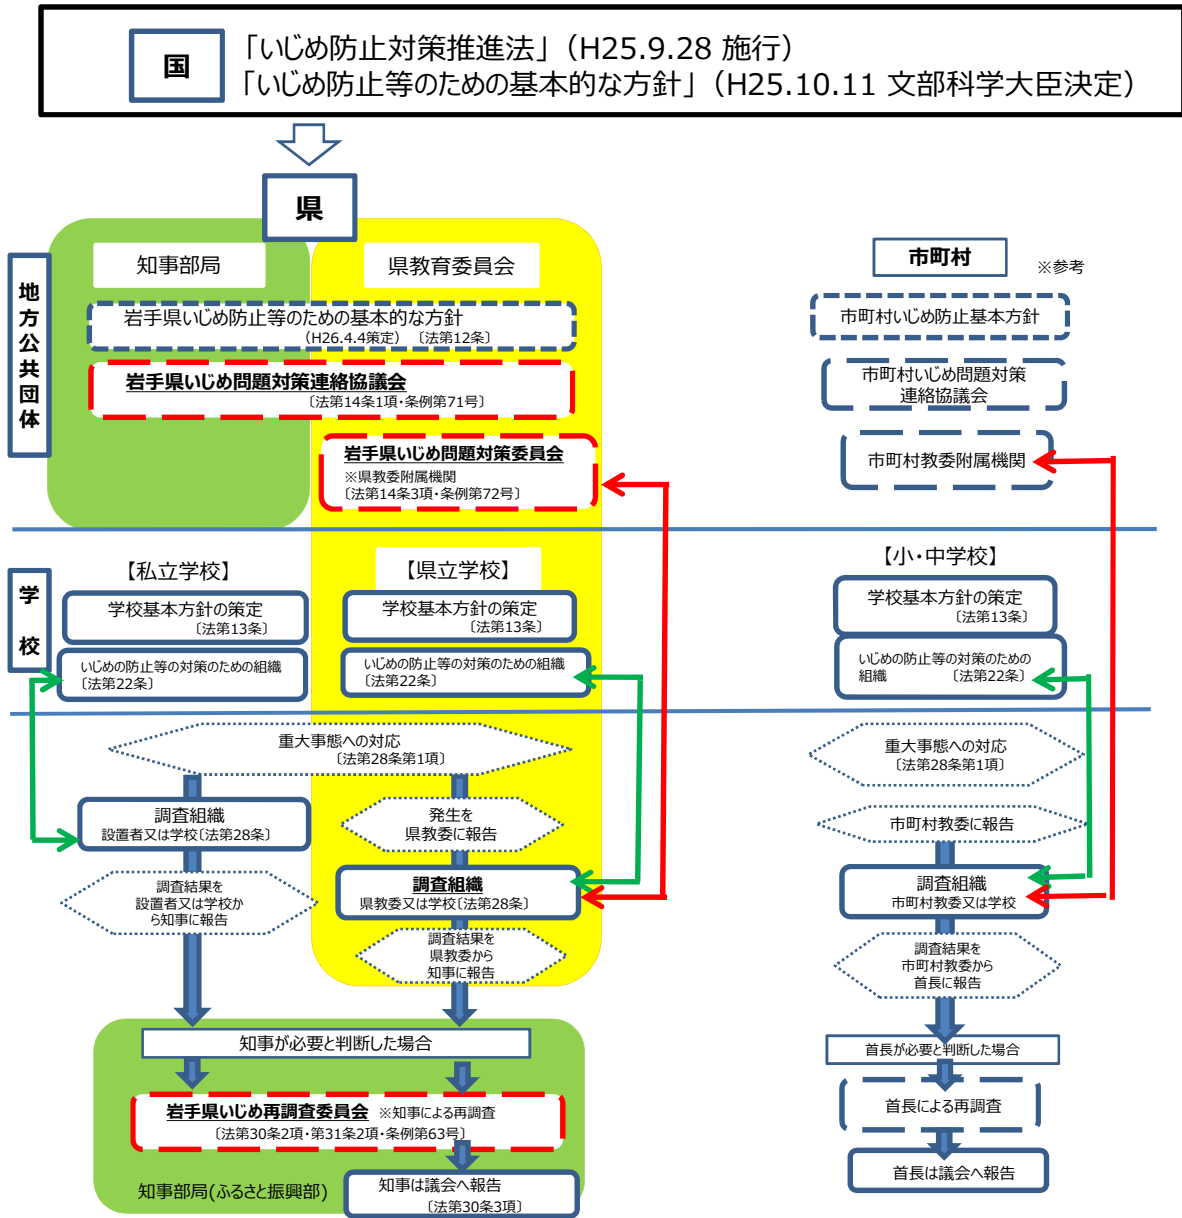 国
「いじめ防止対策推進法」（H25.9.28 施行）
「いじめ防止等のための基本的な方針」（H25.10.11 文部科学大臣決定）
県
地方公共団体
知事部局
県教育委員会
岩手県いじめ防止等のための基本的な方針
（H26.4.4策定）〔法第12条〕
岩手県いじめ問題対策連絡協議会
〔法第14条1項・条例第71号〕
岩手県いじめ問題対策委員会
※県教委附属機関
〔法第14条3項・条例第72号〕
市町村
※参考
市町村いじめ防止基本方針
市町村いじめ問題対策
連絡協議会
市町村教委附属機関
学校
【私立学校】
学校基本方針の策定
〔法第13条〕
いじめの防止等の対策のための組織
〔法第22条〕
【県立学校】
学校基本方針の策定
〔法第13条〕
いじめの防止等の対策のための組織
〔法第22条〕
【小・中学校】
学校基本方針の策定
〔法第13条〕
いじめの防止等の対策のための
組織 〔法第22条〕
重大事態への対応
〔法第28条第1項〕
調査組織
設置者又は学校〔法第28条〕
調査結果を
設置者又は学校か
ら知事に報告
発生を
県教委に報告
調査組織
県教委又は学校〔法第28条〕
調査結果を
県教委から
知事に報告
重大事態への対応
〔法第28条第1項〕
市町村教委に報告
調査組織
市町村教委又は学校
調査結果を
市町村教委から
首長に報告
知事が必要と判断した場合
岩手県いじめ再調査委員会 ※知事による再調査
〔法第30条2項・第31条2項・条例第63号〕
知事部局(ふるさと振興部)
知事は議会へ報告
〔法第30条3項〕
首長が必要と判断した場合
首長による再調査
首長は議会へ報告